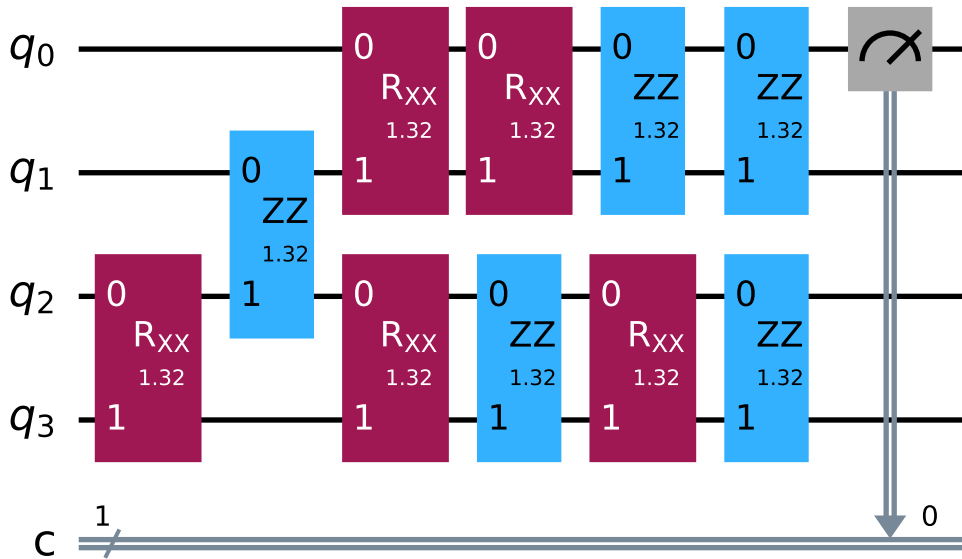 q0 0 0 0 0
RXX RXX ZZ ZZ
1.32 1.32 1.32 1.32
q1 0 1 1 1 1
ZZ
1.32
q2 0 1 0 0 0 0
RXX RXX ZZ RXX ZZ
1.32 1.32 1.32 1.32 1.32
q3 1 1 1 1 1
1 0
c